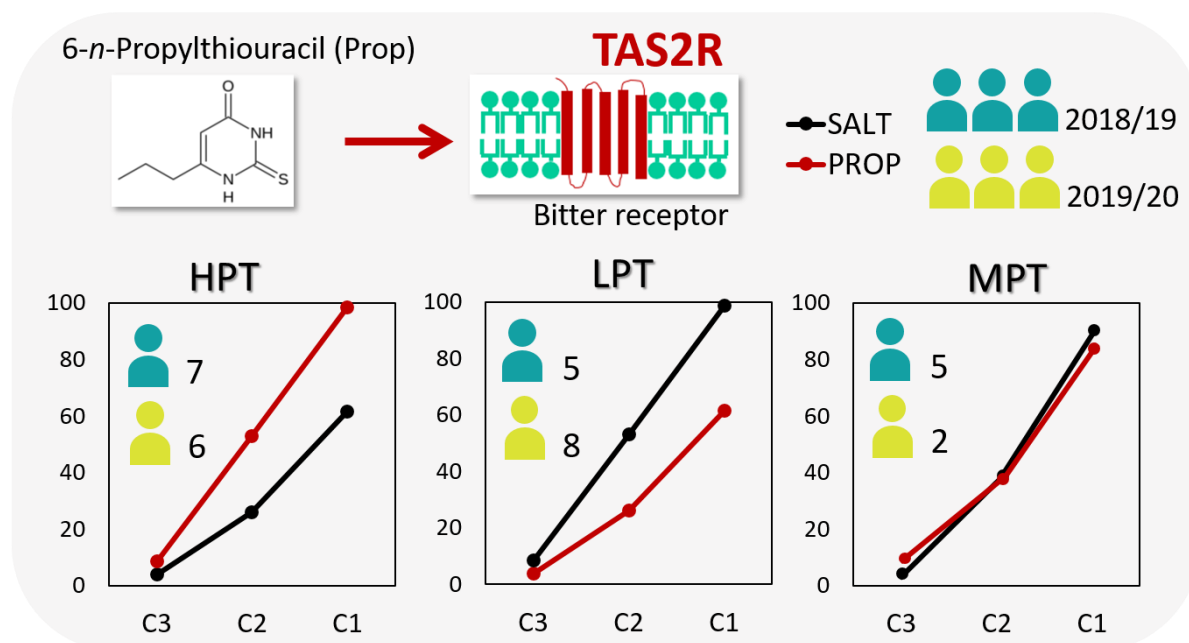 6-n-Propylthiouracil (Prop)
TAS2R
O
NH
N
H
S
Bitter receptor
SALT
PROP
2018/19
2019/20
HPT
100
80
60
40
20
0
7
6
C3 C2 C1
LPT
100
80
60
40
20
0
5
8
C3 C2 C1
MPT
100
80
60
40
20
0
5
2
C3 C2 C1